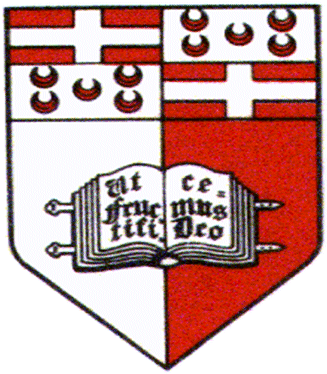 Ut
fruc
tifi:
ce-
mus
Deo